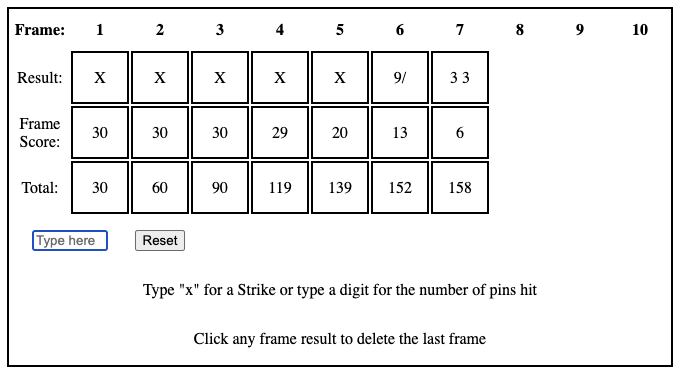 Frame: 1 2 3 4 5 6 7 8 9 10
Result: X X X X X 9/ 3 3
Frame
Score: 30 30 30 29 20 13 6
Total: 30 60 90 119 139 152 158
Type here Reset
Type "x" for a Strike or type a digit for the number of pins hit
Click any frame result to delete the last frame